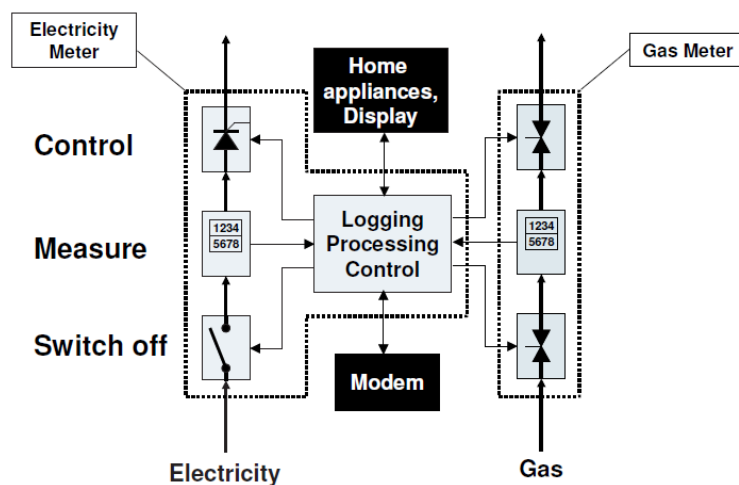 Electricity
Meter
Home
appliances,
Display
Gas Meter
Control
Measure
1234
5678
Logging
Processing
Control
1234
5678
Switch off
Modem
Electricity
Gas